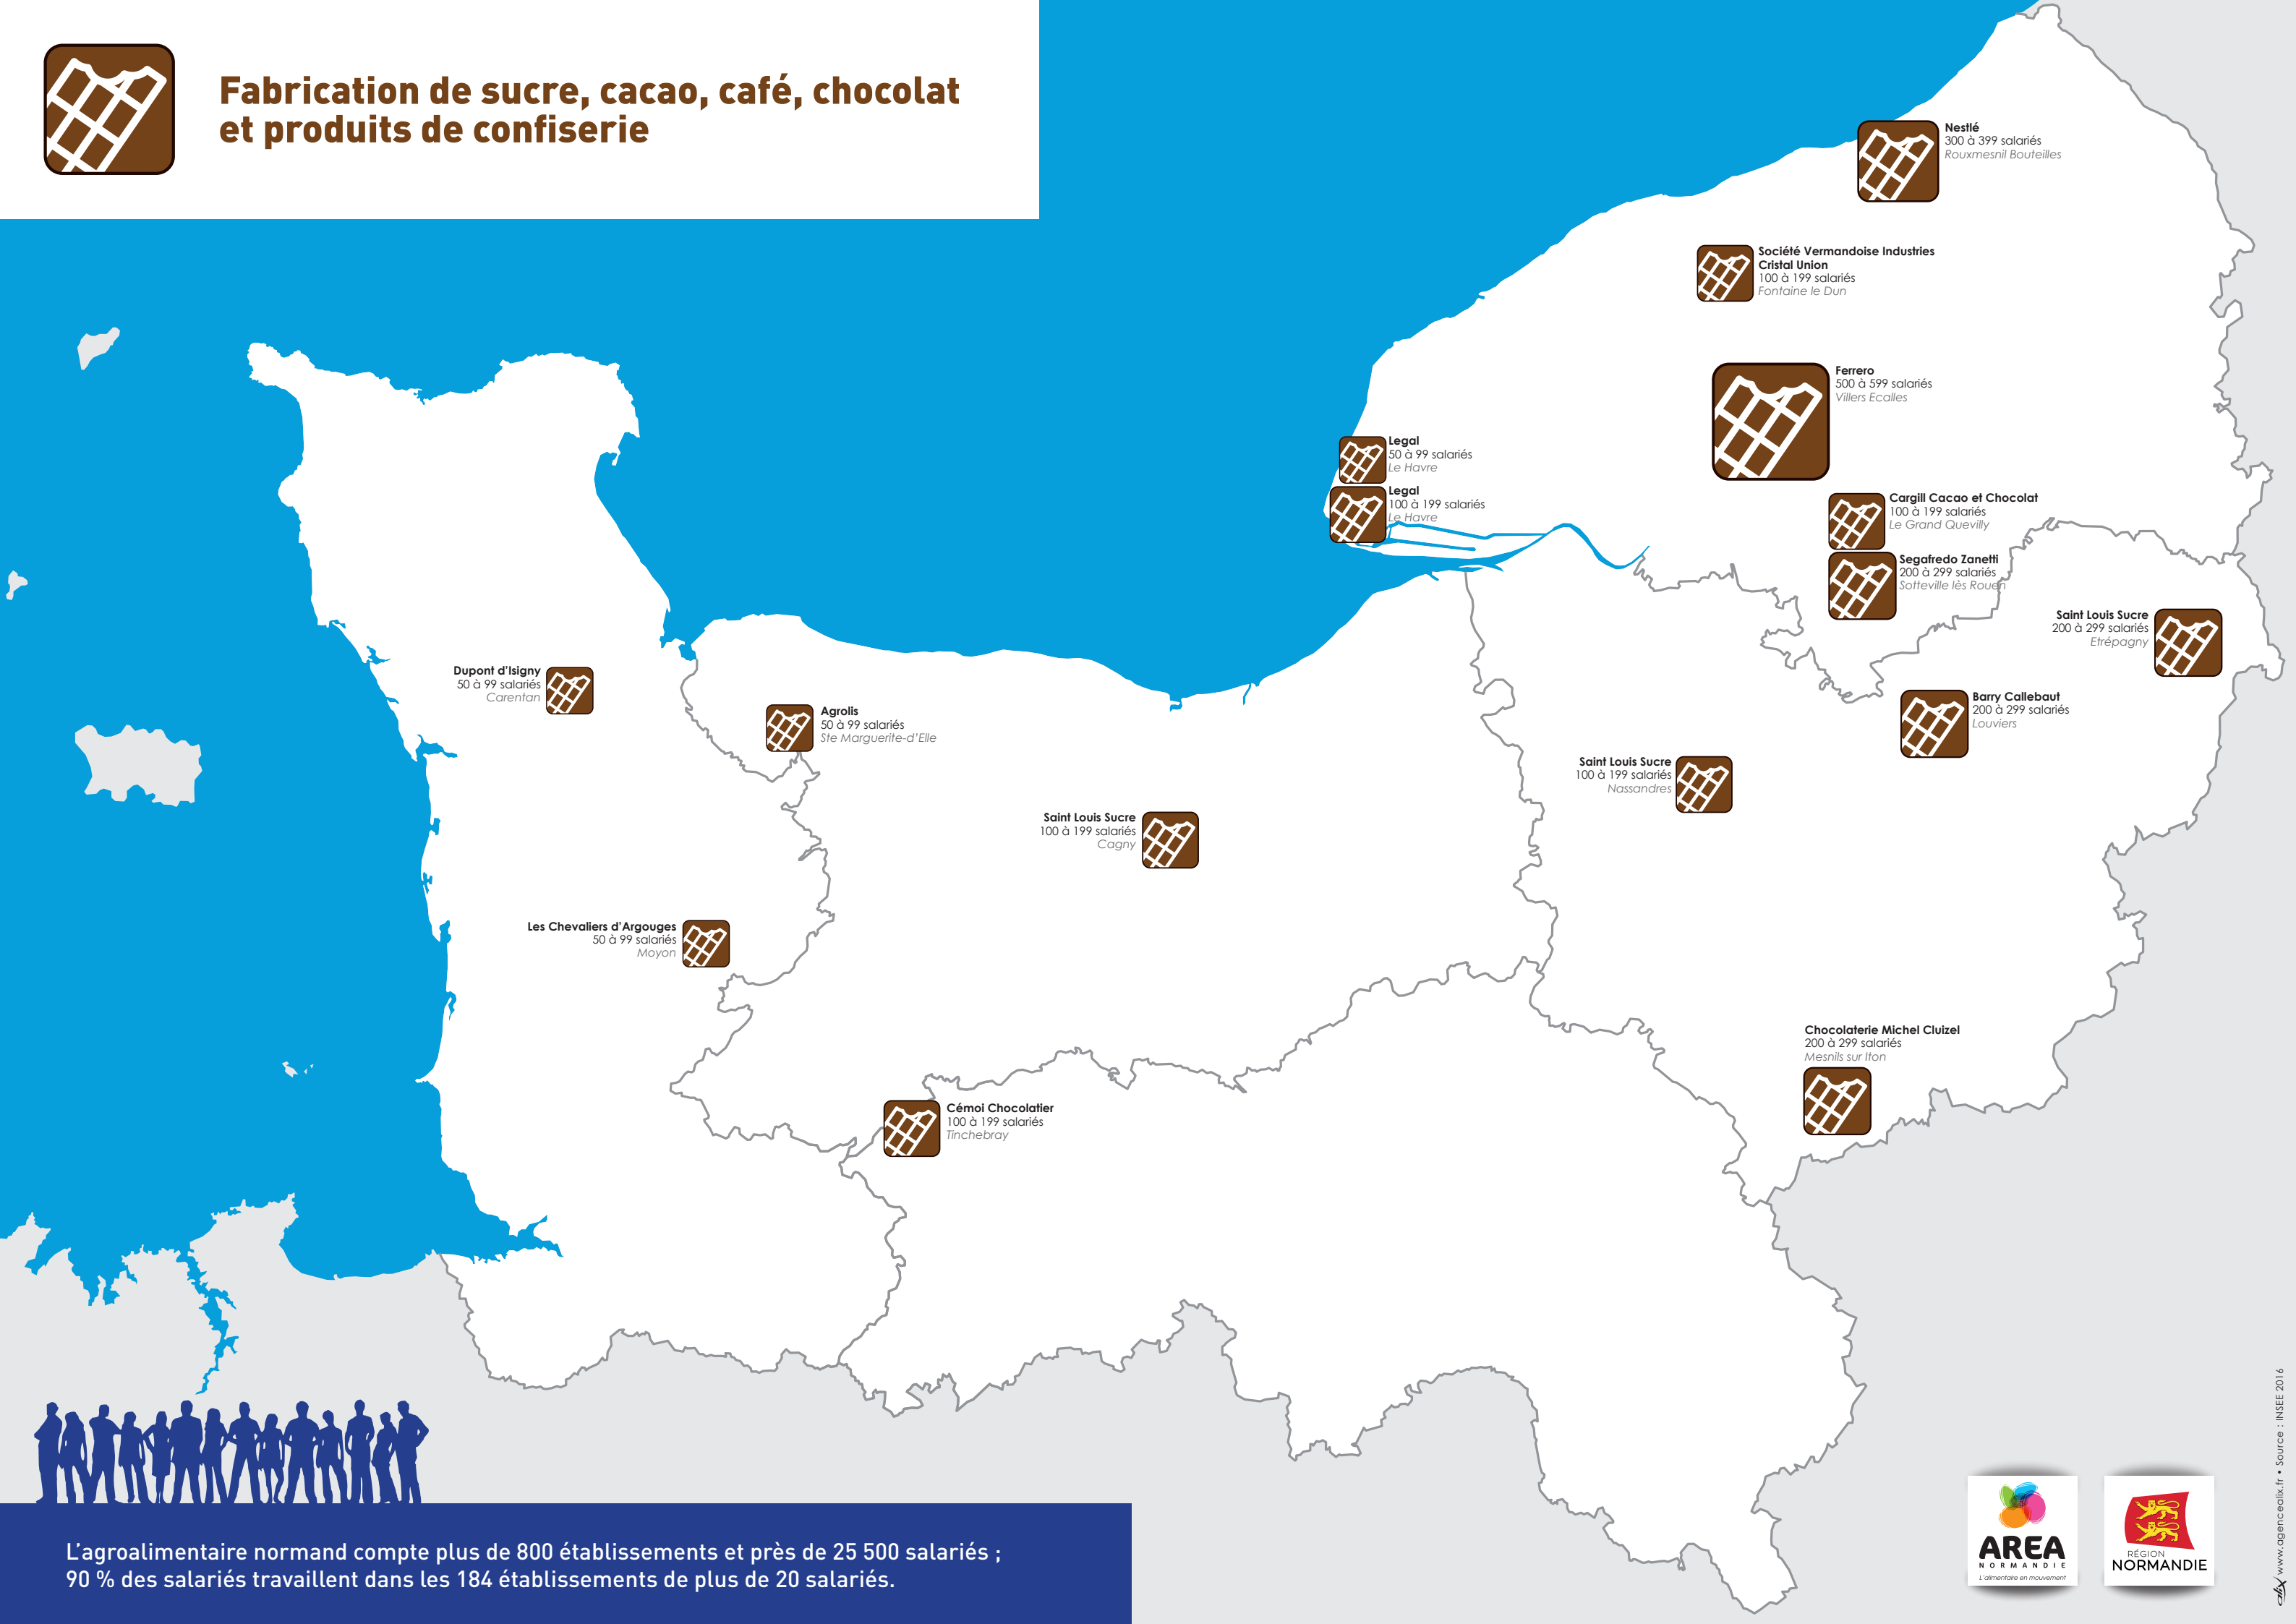 Fabrication de sucre, cacao, café, chocolat
et produits de confiserie
Nestlé
300 à 399 salariés
Rouxmesnil Bouteilles
Société Vermandoise Industries
Cristal Union
100 à 199 salariés
Fontaine le Dun
Ferrero
500 à 599 salariés
Villers Ecalles
Legal
50 à 99 salariés
Le Havre
Legal
100 à 199 salariés
Le Havre
Cargill Cacao et Chocolat
100 à 199 salariés
Le Grand Quevilly
Segafredo Zanetti
200 à 299 salariés
Sotteville lès Rouen
Saint Louis Sucre
200 à 299 salariés
Etrépagny
Dupont d'Isigny
50 à 99 salariés
Carentan
Agrolis
50 à 99 salariés
Ste Marguerite-d'Elle
Barry Callebaut
200 à 299 salariés
Louviers
Saint Louis Sucre
100 à 199 salariés
Nassandres
Saint Louis Sucre
100 à 199 salariés
Cagny
Les Chevaliers d'Argouges
50 à 99 salariés
Moyon
Chocolaterie Michel Cluizel
200 à 299 salariés
Mesnils sur Iton
Cémoi Chocolatier
100 à 199 salariés
Tinchebray
L'agroalimentaire normand compte plus de 800 établissements et près de 25 500 salariés ;
90 % des salariés travaillent dans les 184 établissements de plus de 20 salariés.
AREA
NORMANDIE
L'alimentaire en mouvement
RÉGION
NORMANDIE
alix www.agencealix.fr • Source : INSEE 2016